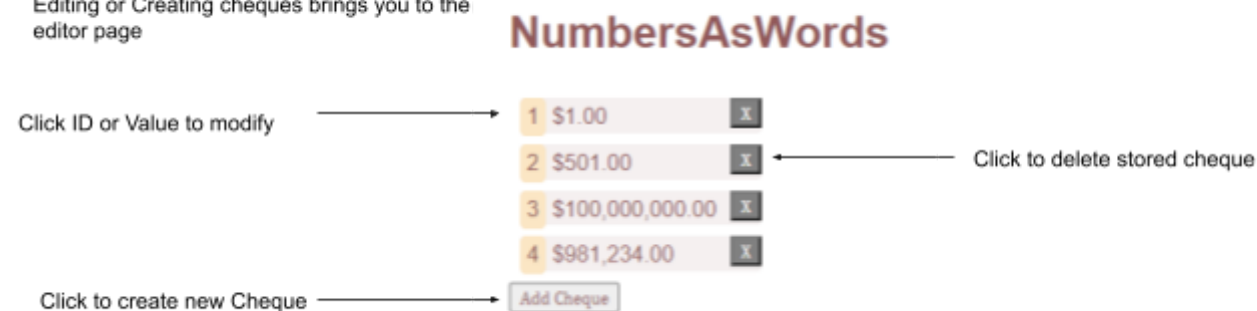 Editing or Creating cheques brings you to the
editor page
NumbersAsWords
Click ID or Value to modify
1 $1.00 X
2 $501.00 X
Click to delete stored cheque
3 $100,000,000.00 X
4 $981,234.00 X
Click to create new Cheque
Add Cheque